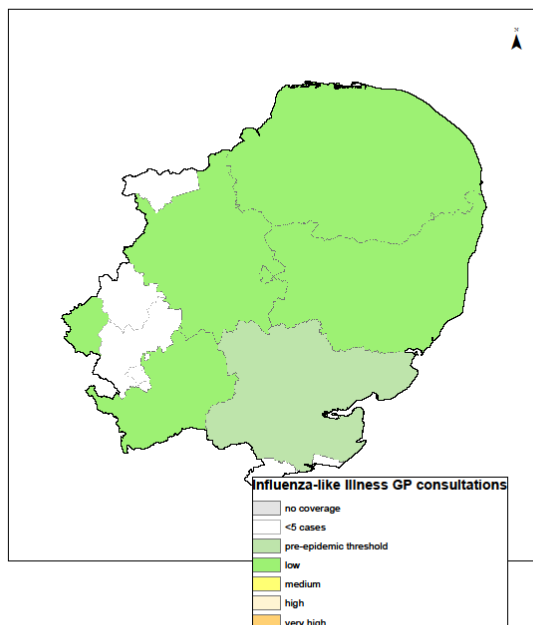 N
Influenza-like Illness GP consultations
no coverage
<5 cases
pre-epidemic threshold
low
medium
high
very high